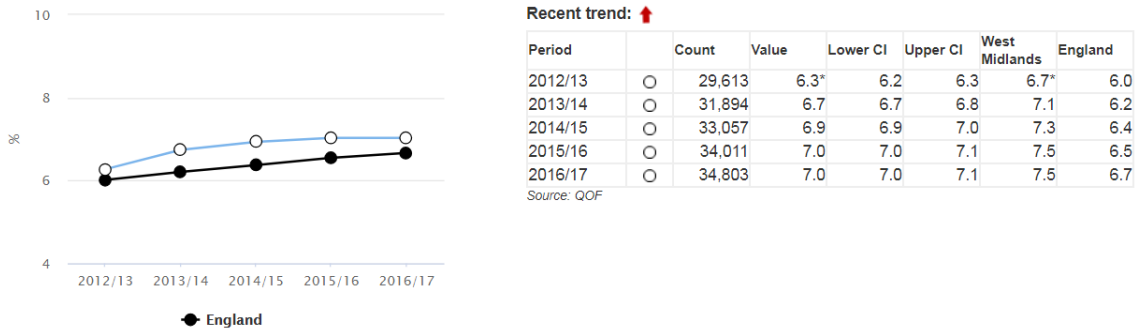 10
8
%
6
4
2012/13 2013/14 2014/15 2015/16 2016/17
England
Recent trend:
Period Count Value Lower CI Upper CI West Midlands England
2012/13 29,613 6.3* 6.2 6.3 6.7* 6.0
2013/14 31,894 6.7 6.7 6.8 7.1 6.2
2014/15 33,057 6.9 6.9 7.0 7.3 6.4
2015/16 34,011 7.0 7.0 7.1 7.5 6.5
2016/17 34,803 7.0 7.0 7.1 7.5 6.7
Source: QOF